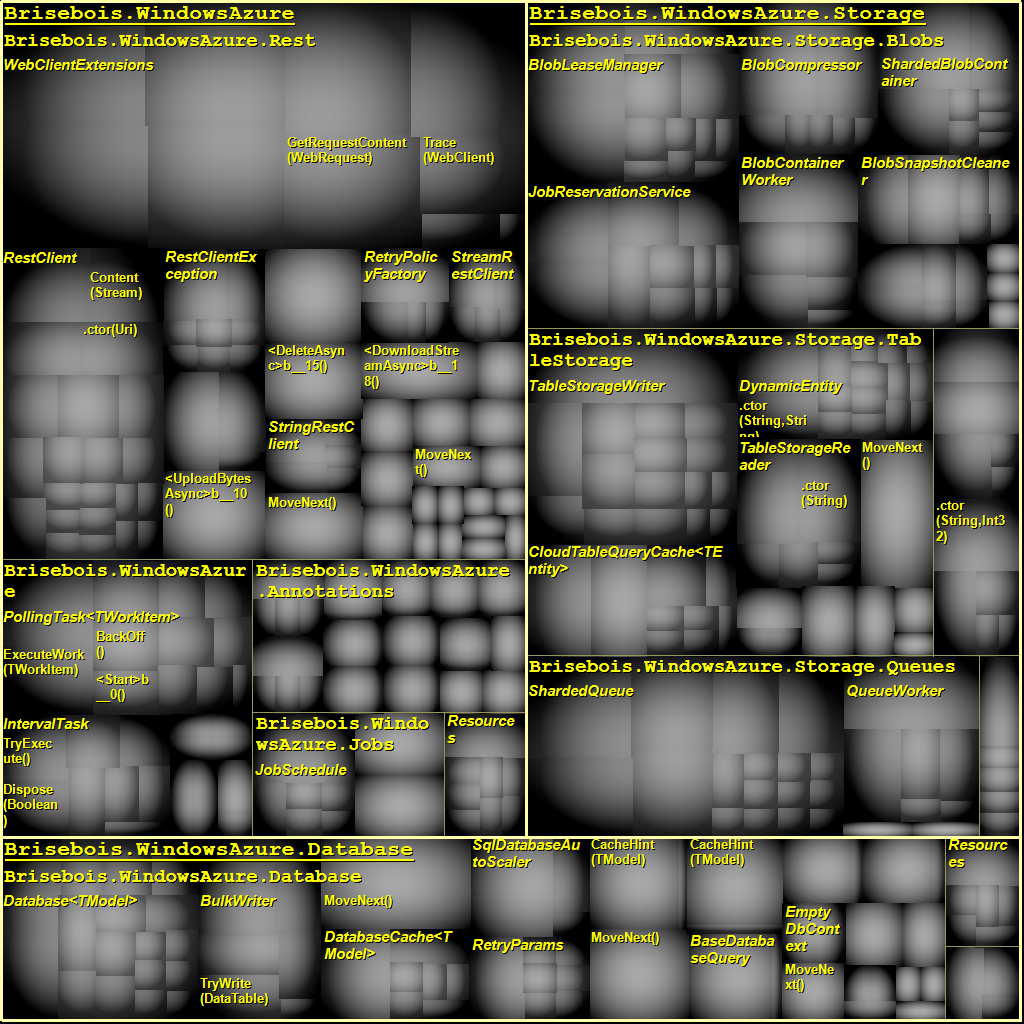 Brisebois.WindowsAzure
Brisebois.WindowsAzure.Rest
WebClientExtensions
GetRequestContent
(WebRequest)
Trace
(WebClient)
RestClient
Content
(Stream)
.ctor(Uri)
RestClientEx
ception
<UploadBytes
Async>b__10
()
<DeleteAsyn
c>b__15()
StringRestC
lient
MoveNext()
RetryPolic
yFactory
StreamR
estClient
<DownloadStre
amAsync>b__1
8()
MoveNex
t()
Brisebois.WindowsAzur
e
PollingTask<TWorkItem>
BackOff
()
ExecuteWork
(TWorkItem)
<Start>b
__0()
IntervalTask
TryExec
ute()
Dispose
(Boolean
)
Brisebois.WindowsAzure
.Annotations
Brisebois.Windo
wsAzure.Jobs
JobSchedule
Resource
s
Brisebois.WindowsAzure.Storage
Brisebois.WindowsAzure.Storage.Blobs
BlobLeaseManager
BlobCompressor
ShardedBlobCont
ainer
JobReservationService
BlobContainer
Worker
BlobSnapshotCleane
r
Brisebois.WindowsAzure.Storage.Tab
leStorage
TableStorageWriter
DynamicEntity
.ctor
(String,Stri
ng)
TableStorageRe
ader
.ctor
(String)
MoveNext
()
.ctor
(String,Int3
2)
CloudTableQueryCache<TE
ntity>
Brisebois.WindowsAzure.Storage.Queues
ShardedQueue
QueueWorker
Brisebois.WindowsAzure.Database
Brisebois.WindowsAzure.Database
Database<TModel>
BulkWriter
TryWrite
(DataTable)
MoveNext()
DatabaseCache<T
Model>
SqlDatabaseAu
toScaler
RetryParams
CacheHint
(TModel)
MoveNext()
CacheHint
(TModel)
BaseDataba
seQuery
Empty
DbCont
ext
MoveNe
xt()
Resourc
es